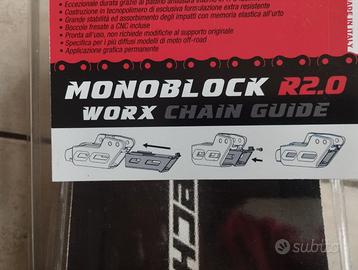 • Eccezionale durata grazie al pattino antiusura
• Costruzione in tecnopolimero di esclusiva formulazione extra resistente
• Grande stabilità ed assorbimento degli impatti con memoria elastica all'urto
• Boccole fresate a CNC incluse
• Pronta all'uso, non richiede modifiche al supporto originale
• Specifica per i più diffusi modelli di moto off-road
• Applicazione grafica permanente
MADE IN ITALY
MONOBLOCK R2.0
WORX CHAIN GUIDE
subito